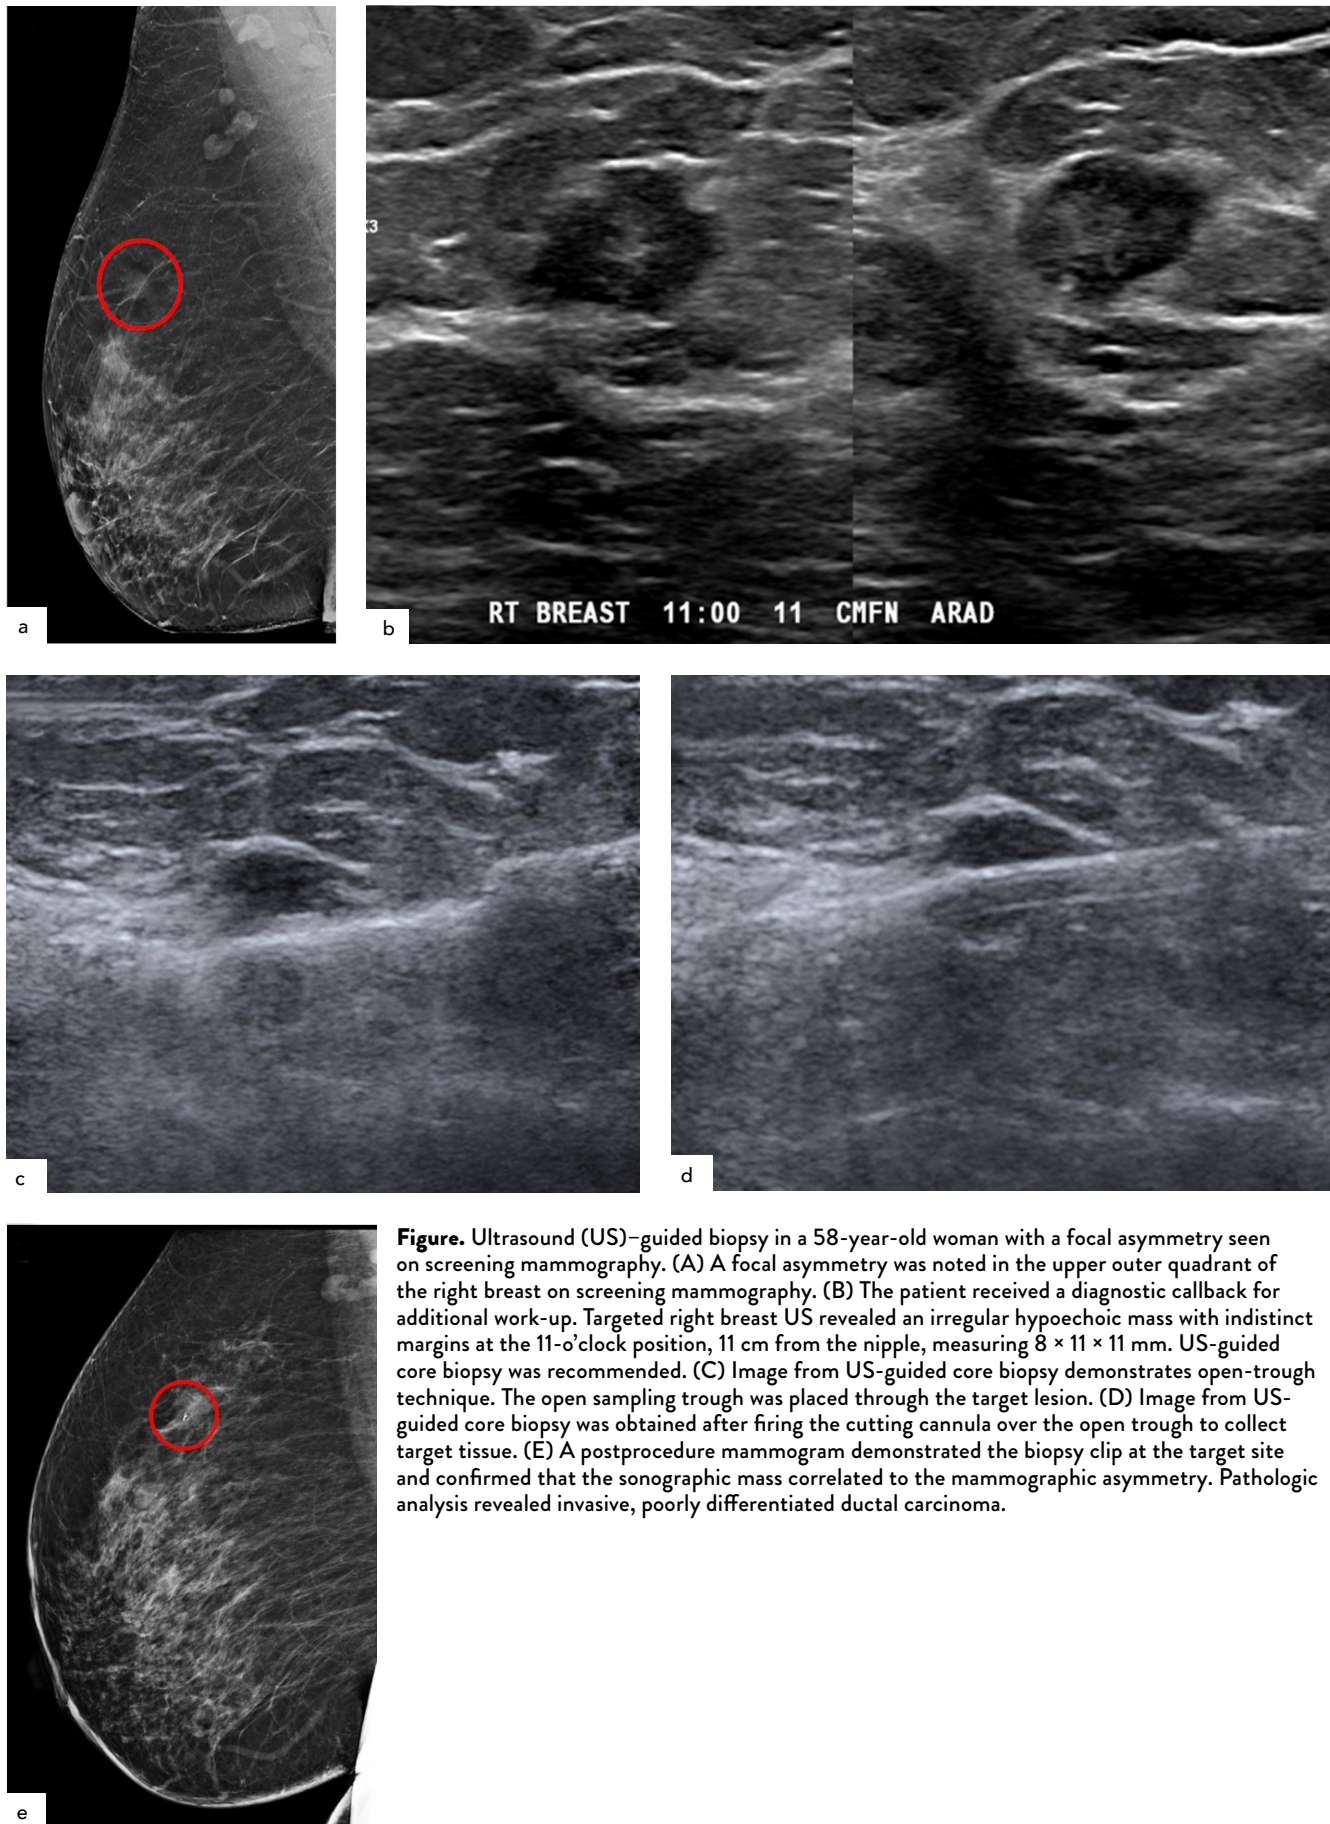 a
b
x3
RT BREAST 11:00 11 CMFN ARAD
c
d
e
Figure. Ultrasound (US)–guided biopsy in a 58-year-old woman with a focal asymmetry seen
on screening mammography. (A) A focal asymmetry was noted in the upper outer quadrant of
the right breast on screening mammography. (B) The patient received a diagnostic callback for
additional work-up. Targeted right breast US revealed an irregular hypoechoic mass with indistinct
margins at the 11-o’clock position, 11 cm from the nipple, measuring 8 × 11 × 11 mm. US-guided
core biopsy was recommended. (C) Image from US-guided core biopsy demonstrates open-trough
technique. The open sampling trough was placed through the target lesion. (D) Image from US-
guided core biopsy was obtained after firing the cutting cannula over the open trough to collect
target tissue. (E) A postprocedure mammogram demonstrated the biopsy clip at the target site
and confirmed that the sonographic mass correlated to the mammographic asymmetry. Pathologic
analysis revealed invasive, poorly differentiated ductal carcinoma.